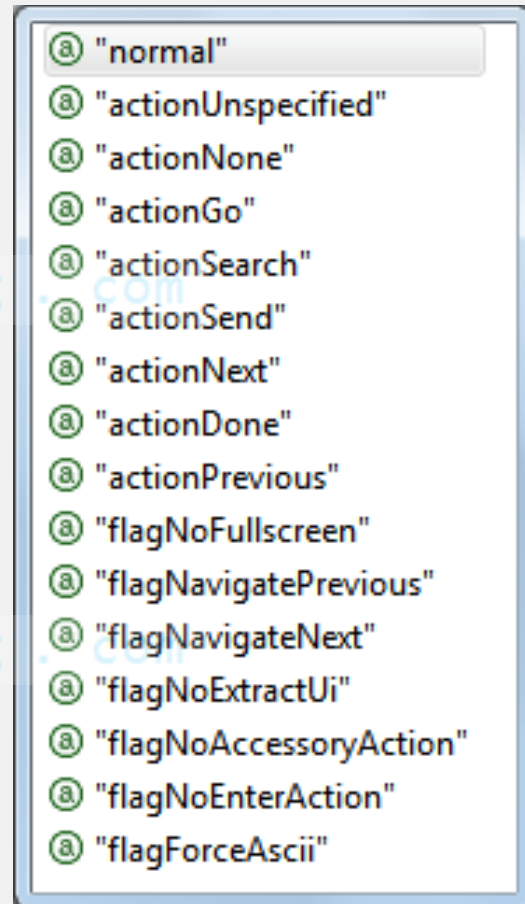 @ "normal"
@ "actionUnspecified"
@ "actionNone"
@ "actionGo"
@ "actionSearch"
@ "actionSend"
@ "actionNext"
@ "actionDone"
@ "actionPrevious"
@ "flagNoFullscreen"
@ "flagNavigatePrevious"
@ "flagNavigateNext"
@ "flagNoExtractUi"
@ "flagNoAccessoryAction"
@ "flagNoEnterAction"
@ "flagForceAscii"